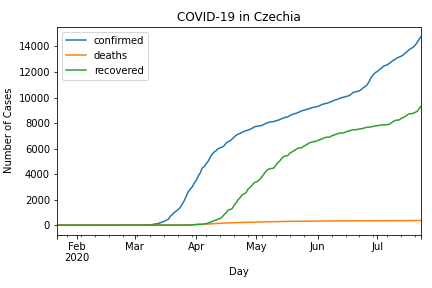 COVID-19 in Czechia
confirmed
deaths
recovered
14000
12000
10000
8000
6000
4000
2000
0
Number of Cases
Feb
2020
Mar
Apr
May
Jun
Jul
Day